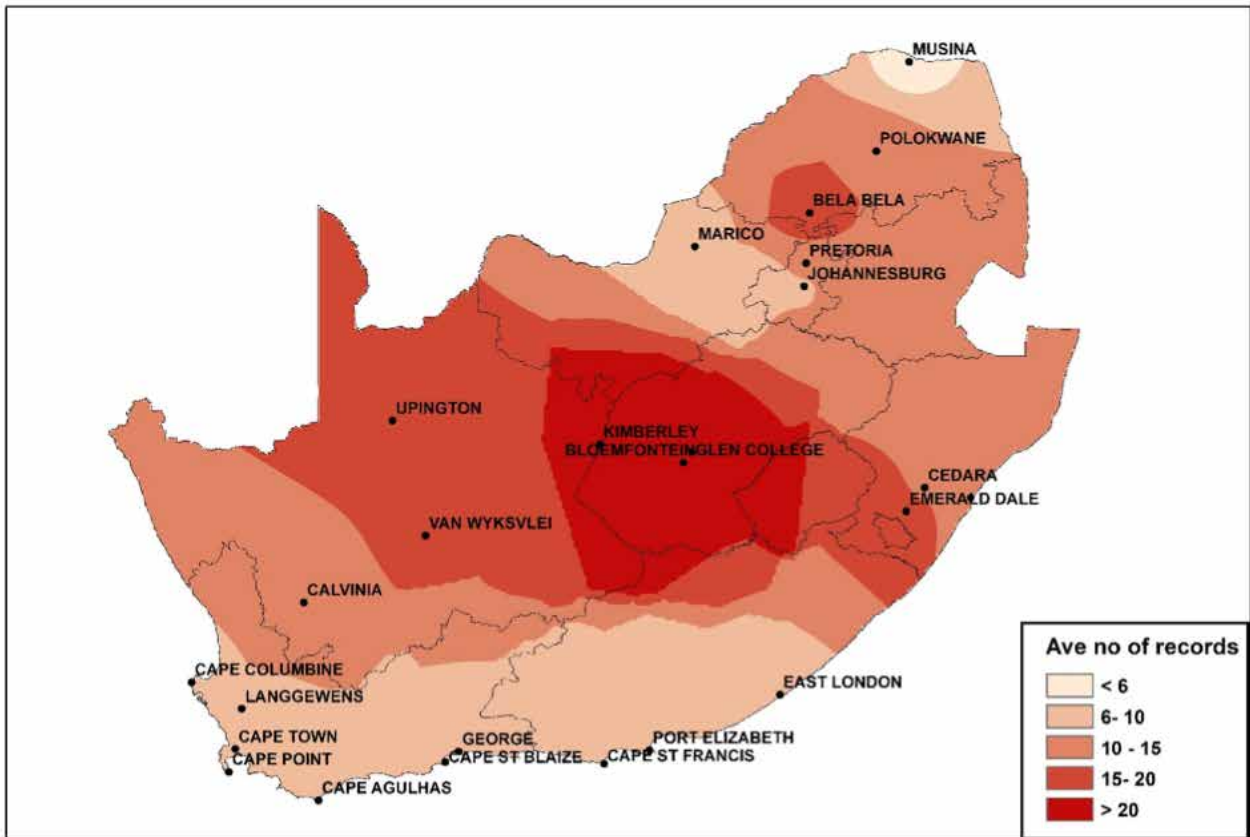 MUSINA
POLOKWANE
BELA BELA
MARICO
PRETORIA
JOHANNESBURG
UPINGTON
KIMBERLEY
BLOEMFONTEINGLEN COLLEGE
CEDARA
EMERALD DALE
VAN WYKSVLEI
CALVINIA
CAPE COLUMBINE
LANGGEWENS
EAST LONDON
CAPE TOWN
GEORGE
PORT ELIZABETH
CAPE POINT
CAPE ST BLAIZE
CAPE ST FRANCIS
CAPE AGULHAS
Ave no of records
< 6
6- 10
10 - 15
15- 20
> 20